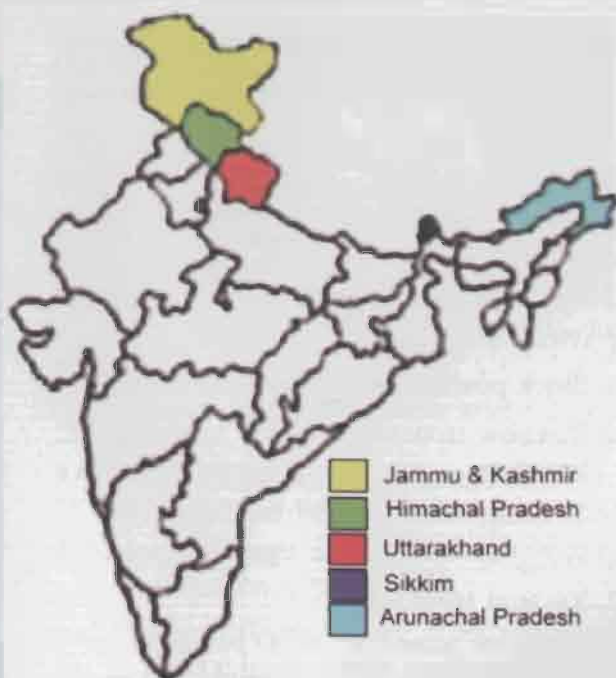 Jammu & Kashmir
Himachal Pradesh
Uttarakhand
Sikkim
Arunachal Pradesh